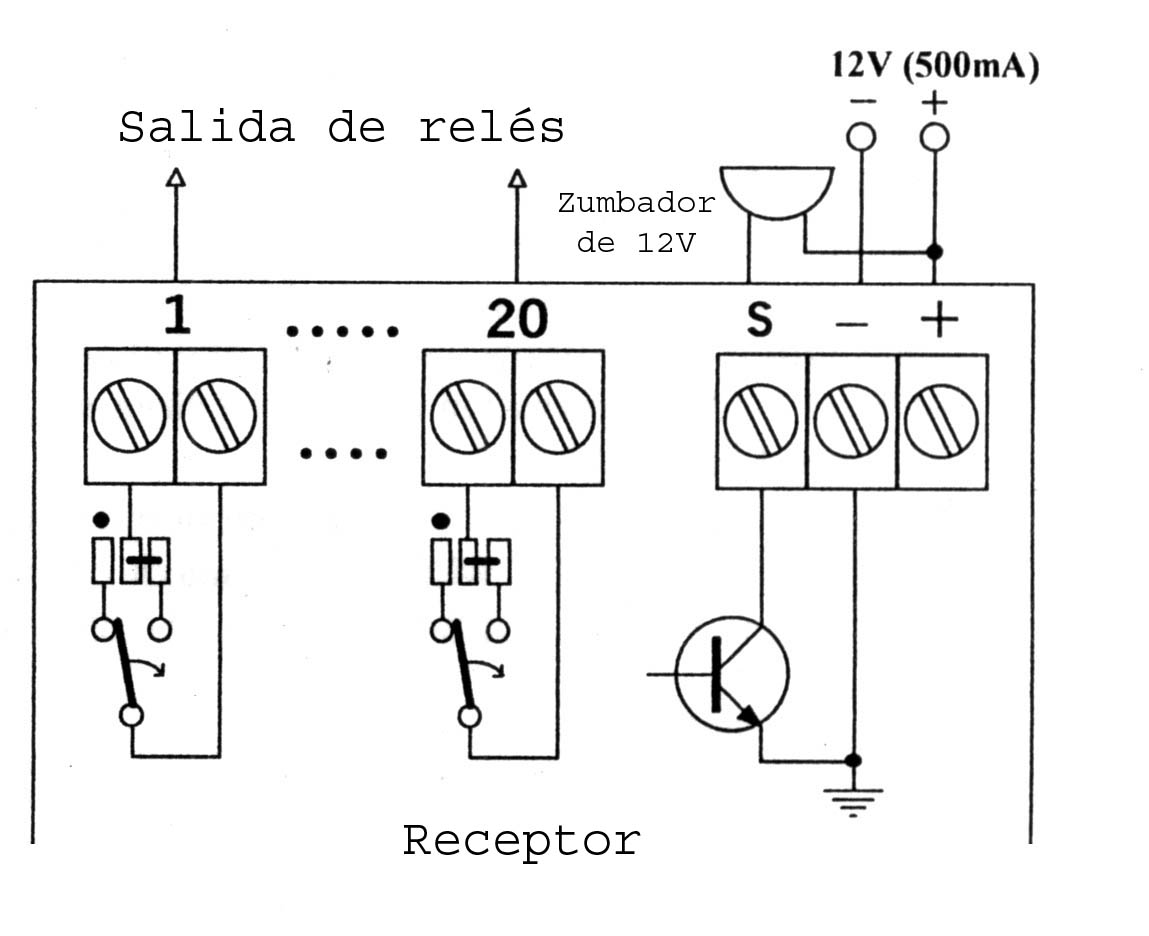 12V (500mA)
− +
Salida de relés
Zumbador
de 12V
1 ..... 20 S − +
....
Receptor